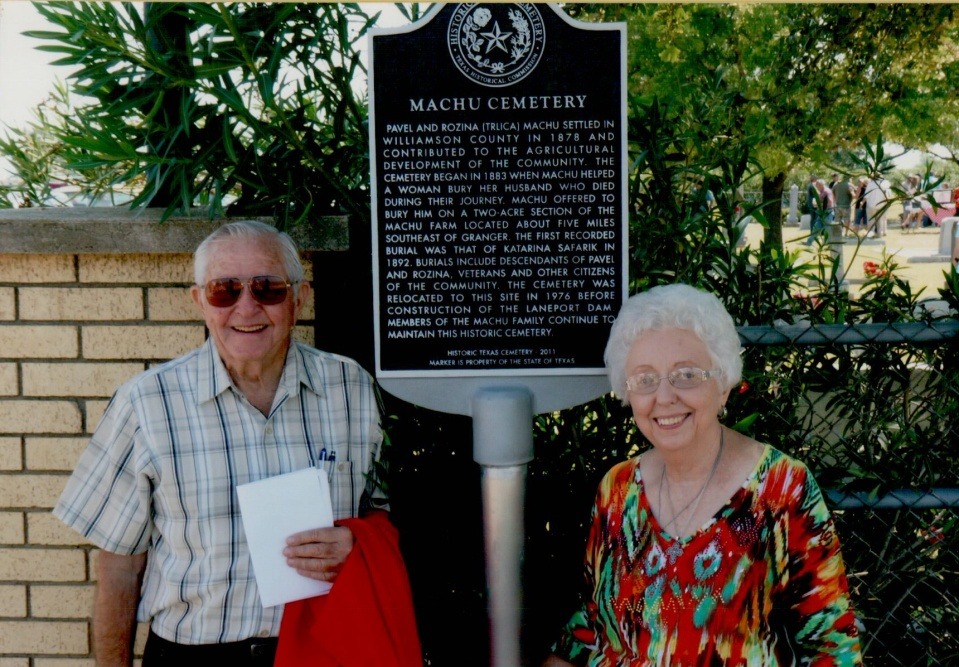 HISTORIC CEMETERY
TEXAS HISTORICAL COMMISSION
MACHU CEMETERY
PAVEL AND ROZINA (TRLICA) MACHU SETTLED IN
WILLIAMSON COUNTY IN 1878 AND
CONTRIBUTED TO THE AGRICULTURAL
DEVELOPMENT OF THE COMMUNITY. THE
CEMETERY BEGAN IN 1883 WHEN MACHU HELPED
A WOMAN BURY HER HUSBAND WHO DIED
DURING THEIR JOURNEY. MACHU OFFERED TO
BURY HIM ON A TWO-ACRE SECTION OF THE
MACHU FARM LOCATED ABOUT FIVE MILES
SOUTHEAST OF GRANGER. THE FIRST RECORDED
BURIAL WAS THAT OF KATARINA SAFARIK IN
1892. BURIALS INCLUDE DESCENDANTS OF PAVEL
AND ROZINA, VETERANS AND OTHER CITIZENS
OF THE COMMUNITY. THE CEMETERY WAS
RELOCATED TO THIS SITE IN 1976 BEFORE
CONSTRUCTION OF THE LANEPORT DAM.
MEMBERS OF THE MACHU FAMILY CONTINUE TO
MAINTAIN THIS HISTORIC CEMETERY.
HISTORIC TEXAS CEMETERY - 2011
MARKER IS PROPERTY OF THE STATE OF TEXAS